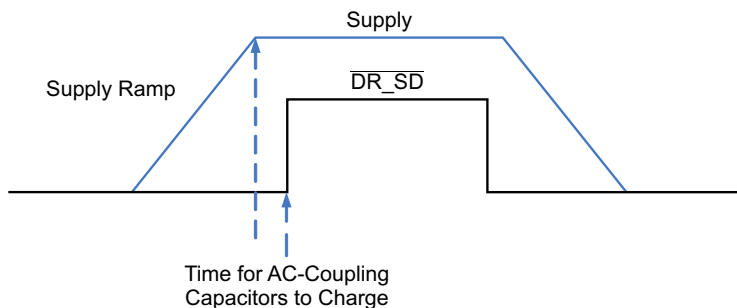 Supply
Supply Ramp
DR_SD
Time for AC-Coupling
Capacitors to Charge